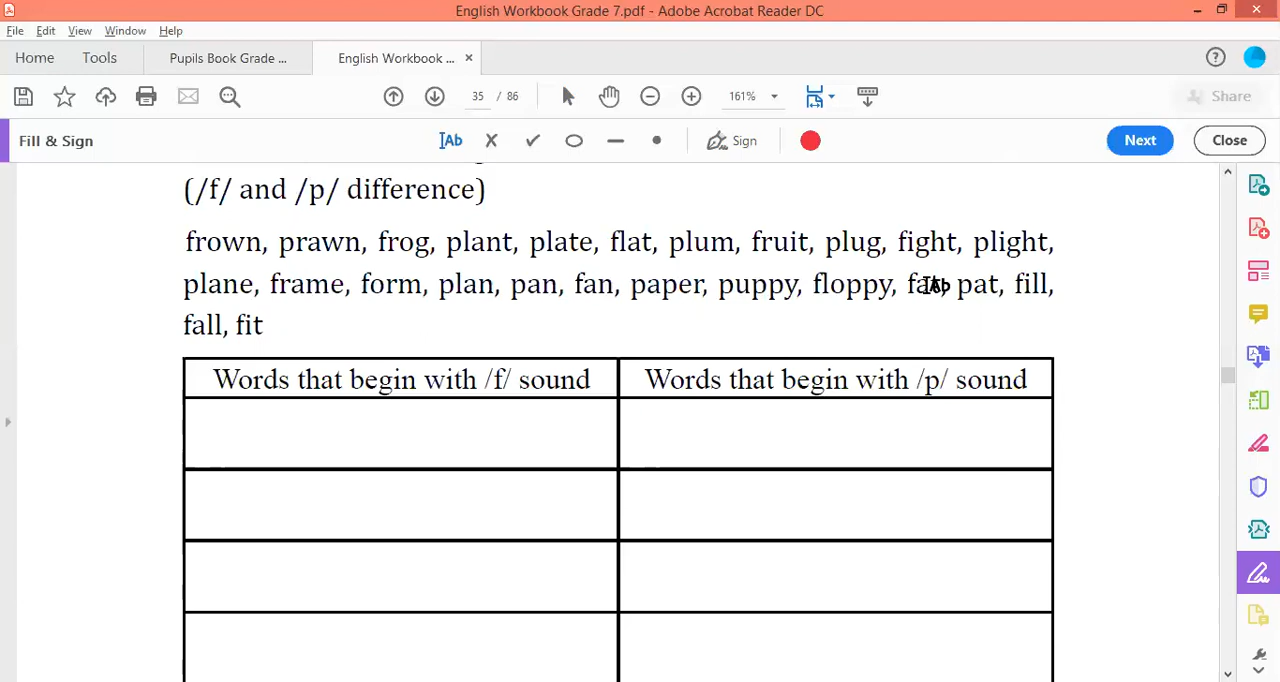 English Workbook Grade 7.pdf - Adobe Acrobat Reader DC
File Edit View Window Help
Home Tools Pupils Book Grade ... English Workbook ... ×
35 / 86 161% Share
Fill & Sign Ab Sign Next Close
(/f/ and /p/ difference)
frown, prawn, frog, plant, plate, flat, plum, fruit, plug, fight, plight,
plane, frame, form, plan, pan, fan, paper, puppy, floppy, pat, fill,
fall, fit
Words that begin with /f/ sound Words that begin with /p/ sound